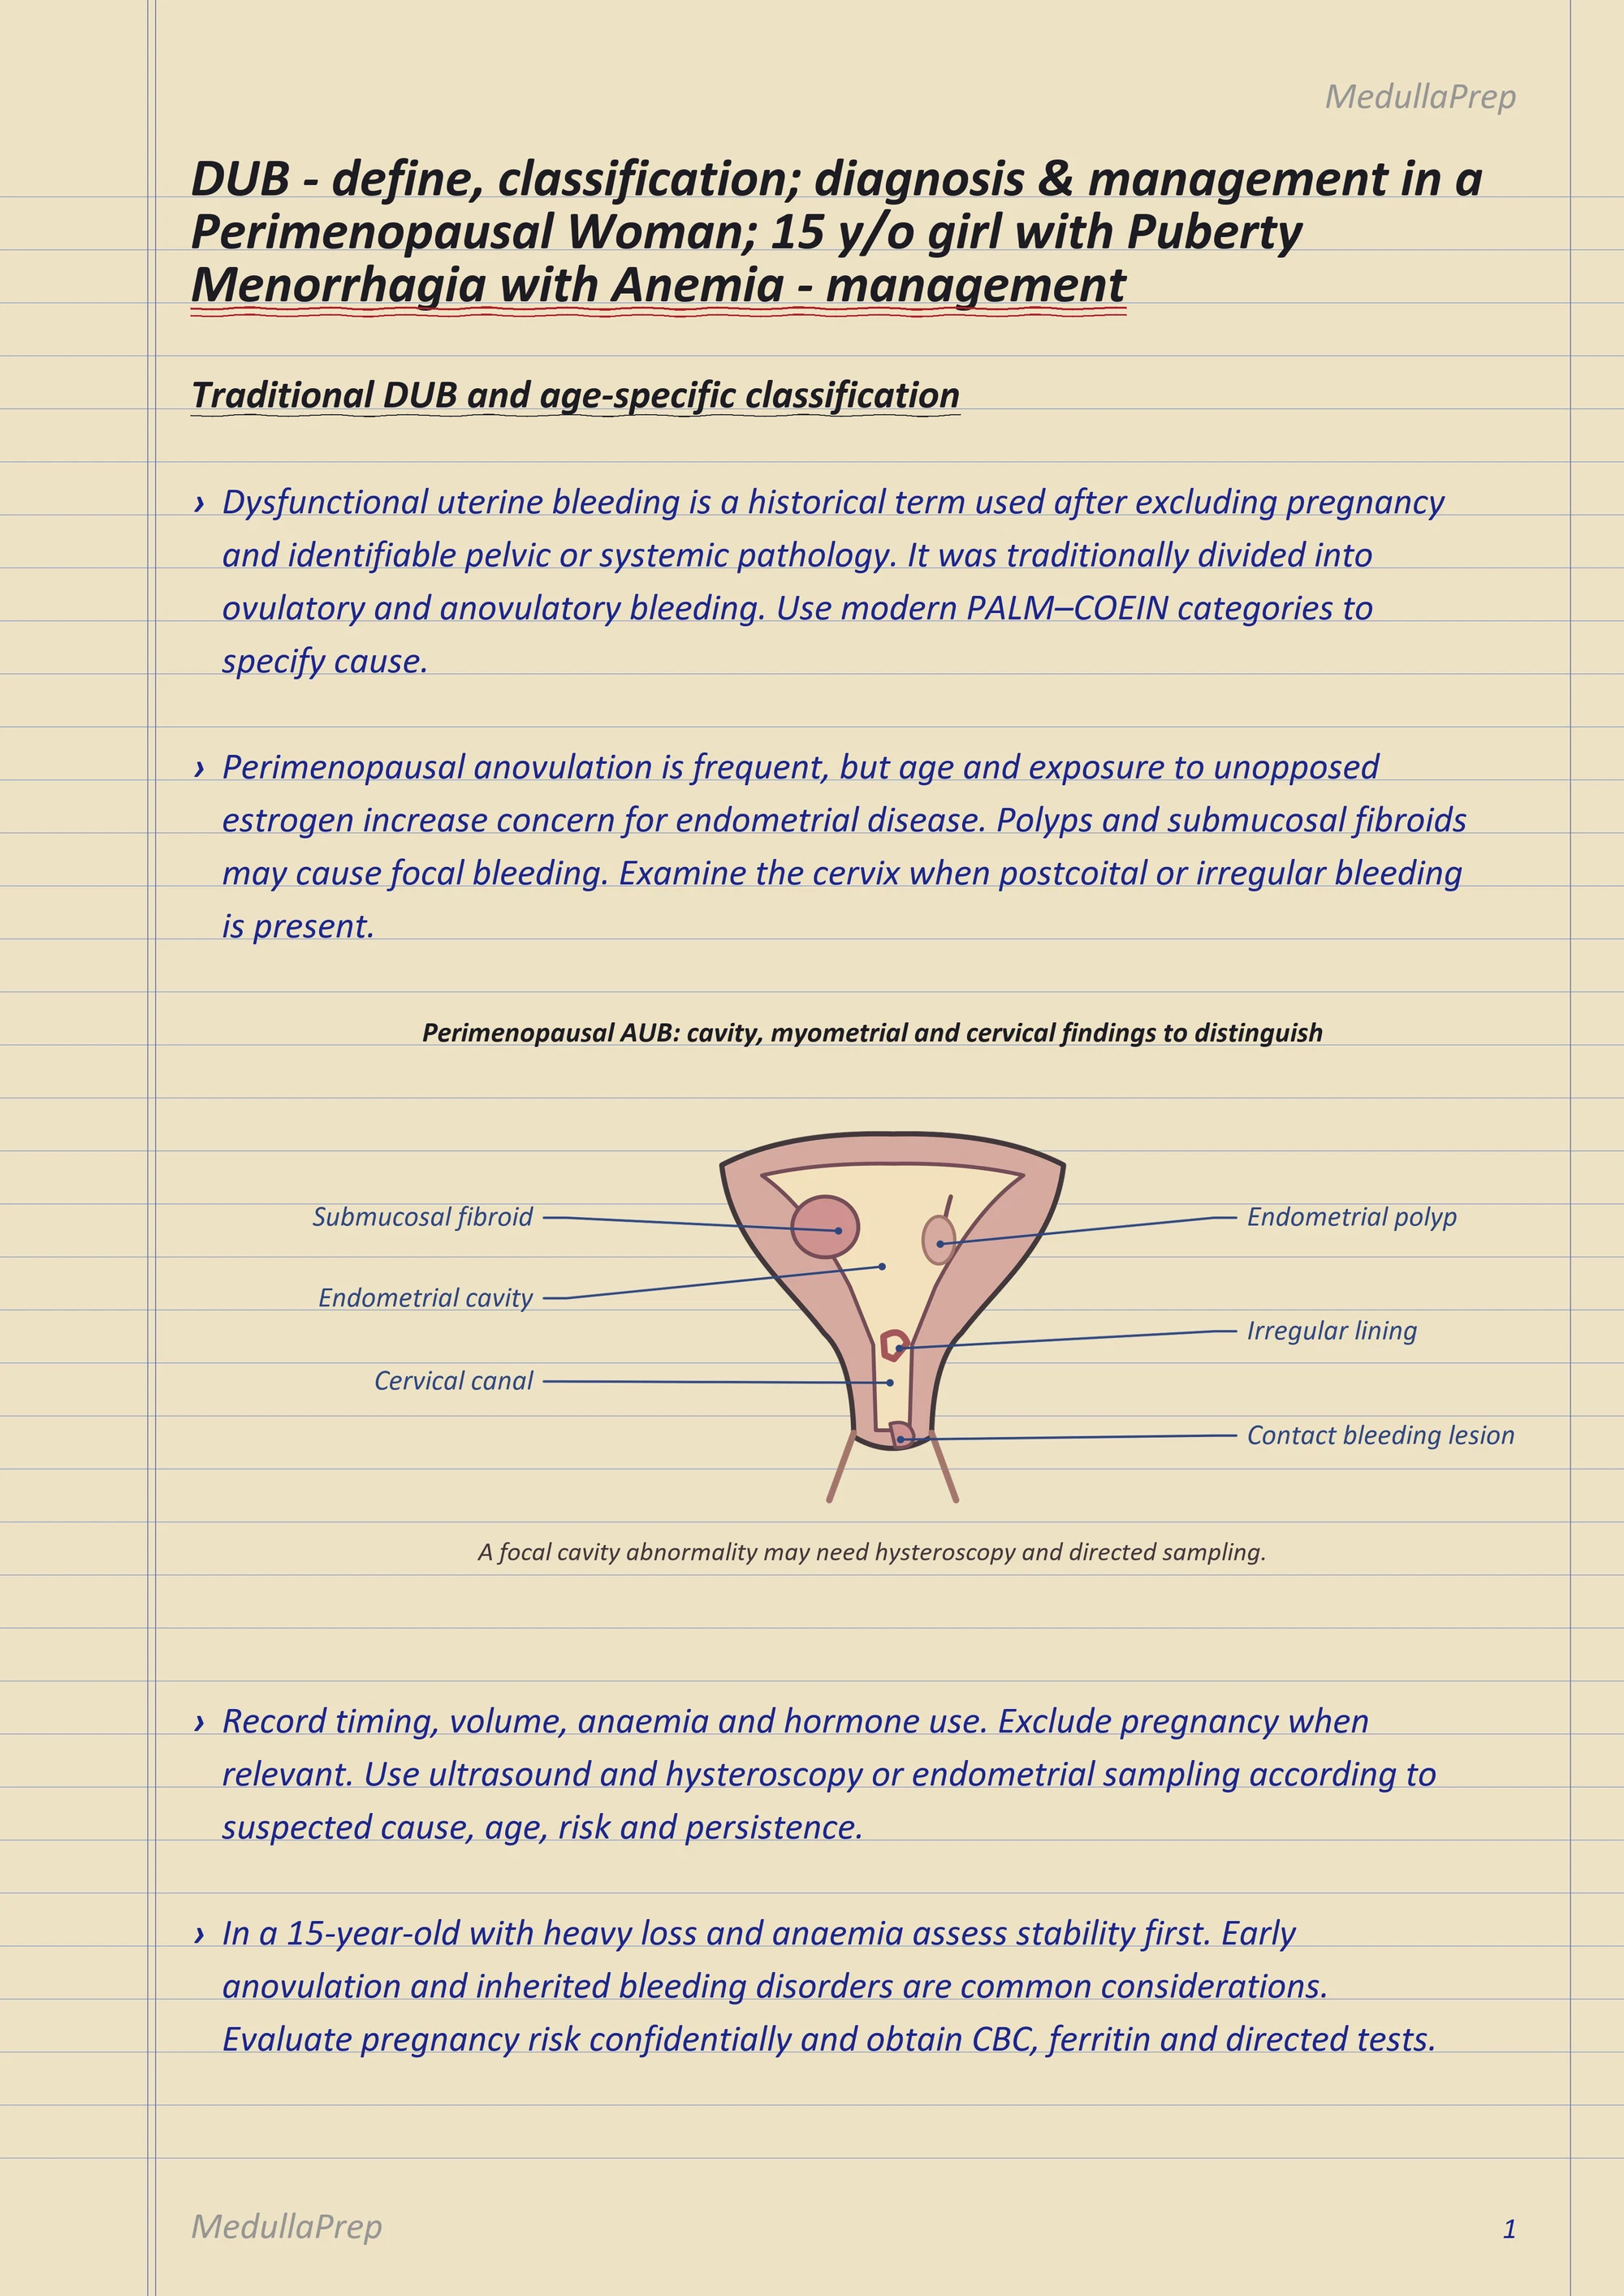 MedullaPrep
DUB - define, classification; diagnosis & management in a
Perimenopausal Woman; 15 y/o girl with Puberty
Menorrhagia with Anemia - management
Traditional DUB and age-specific classification
› Dysfunctional uterine bleeding is a historical term used after excluding pregnancy
and identifiable pelvic or systemic pathology. It was traditionally divided into
ovulatory and anovulatory bleeding. Use modern PALM–COEIN categories to
specify cause.
› Perimenopausal anovulation is frequent, but age and exposure to unopposed
estrogen increase concern for endometrial disease. Polyps and submucosal fibroids
may cause focal bleeding. Examine the cervix when postcoital or irregular bleeding
is present.
Perimenopausal AUB: cavity, myometrial and cervical findings to distinguish
Submucosal fibroid
Endometrial polyp
Endometrial cavity
Irregular lining
Cervical canal
Contact bleeding lesion
A focal cavity abnormality may need hysteroscopy and directed sampling.
› Record timing, volume, anaemia and hormone use. Exclude pregnancy when
relevant. Use ultrasound and hysteroscopy or endometrial sampling according to
suspected cause, age, risk and persistence.
› In a 15-year-old with heavy loss and anaemia assess stability first. Early
anovulation and inherited bleeding disorders are common considerations.
Evaluate pregnancy risk confidentially and obtain CBC, ferritin and directed tests.
MedullaPrep
1